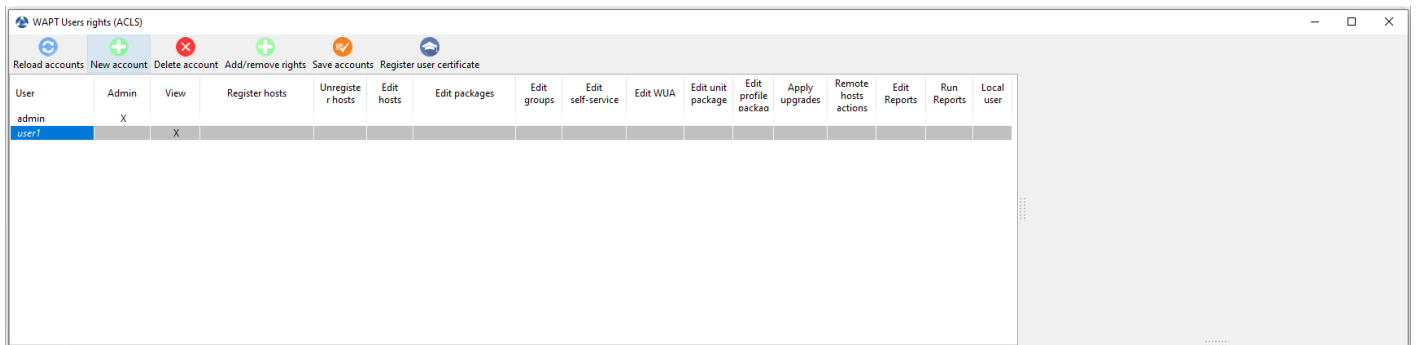 WAPT Users rights (ACLS)
Reload accounts New account Delete account Add/remove rights Save accounts Register user certificate
User Admin View Register hosts Unregiste r hosts Edit hosts Edit packages Edit groups Edit self-service Edit WUA Edit unit package Edit profile packag Apply upgrades Remote hosts actions Edit Reports Run Reports Local user
admin X
user1 X